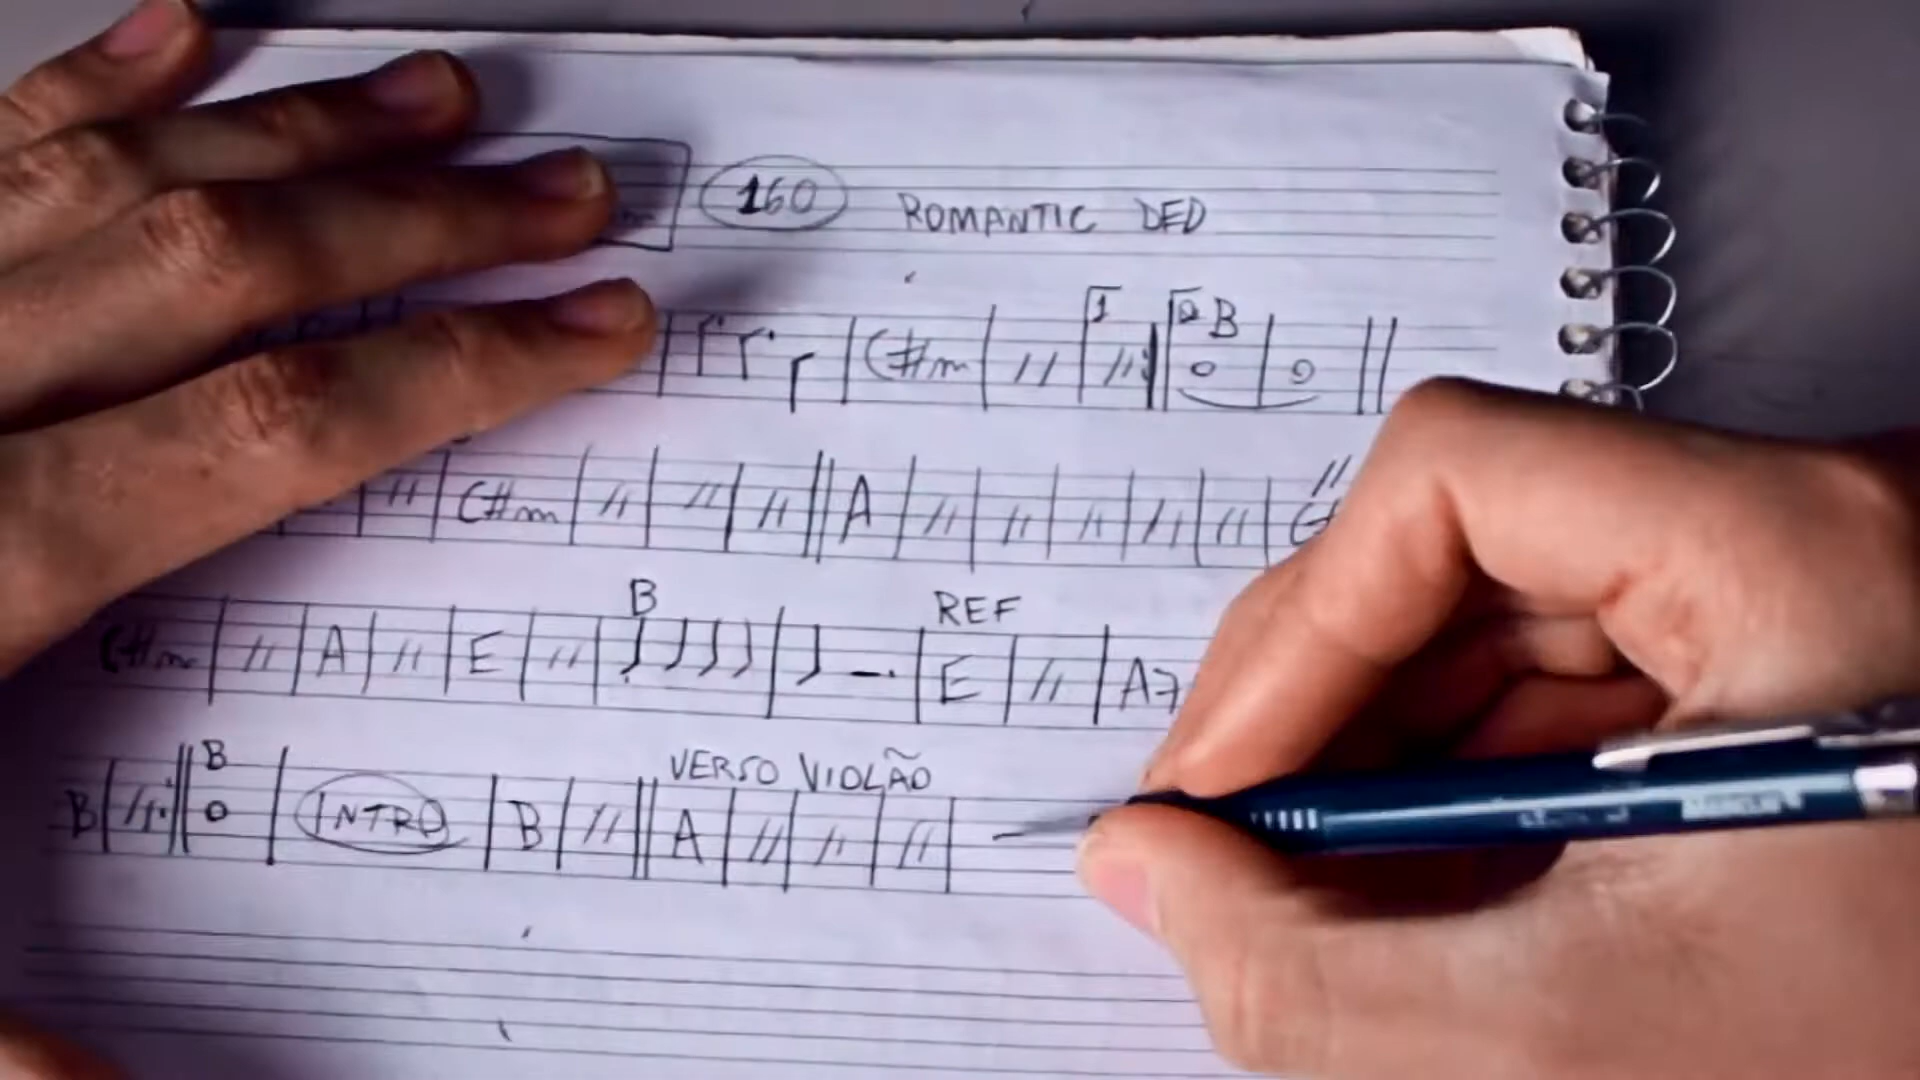 160 ROMANTIC DED
C#m // 1 //: 2 B
// C#m // // // A // // // // //
C#m // A // E // B REF E // A7
B //: B INTRO B // VERSO VIOLÃO A // // //